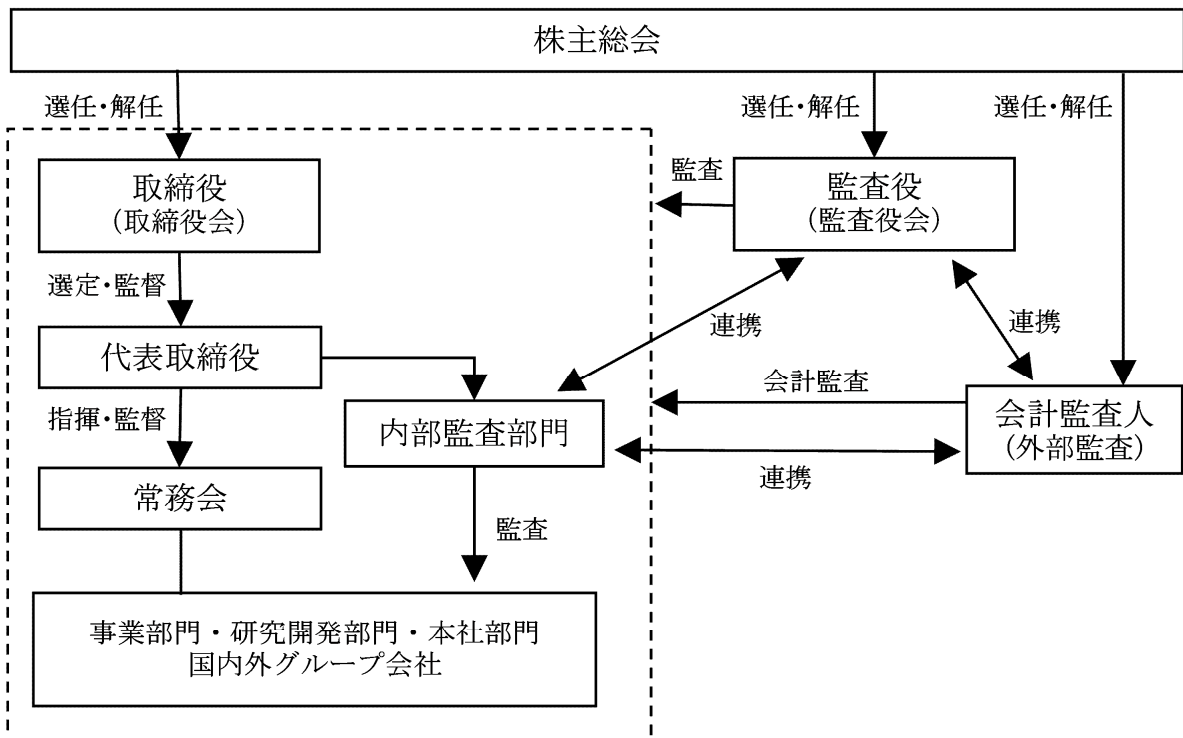 株主総会
選任・解任
選任・解任
選任・解任
取締役
(取締役会)
監査
監査役
(監査役会)
選定・監督
連携
連携
代表取締役
会計監査
指揮・監督
内部監査部門
会計監査人
(外部監査)
連携
常務会
監査
事業部門・研究開発部門・本社部門
国内外グループ会社